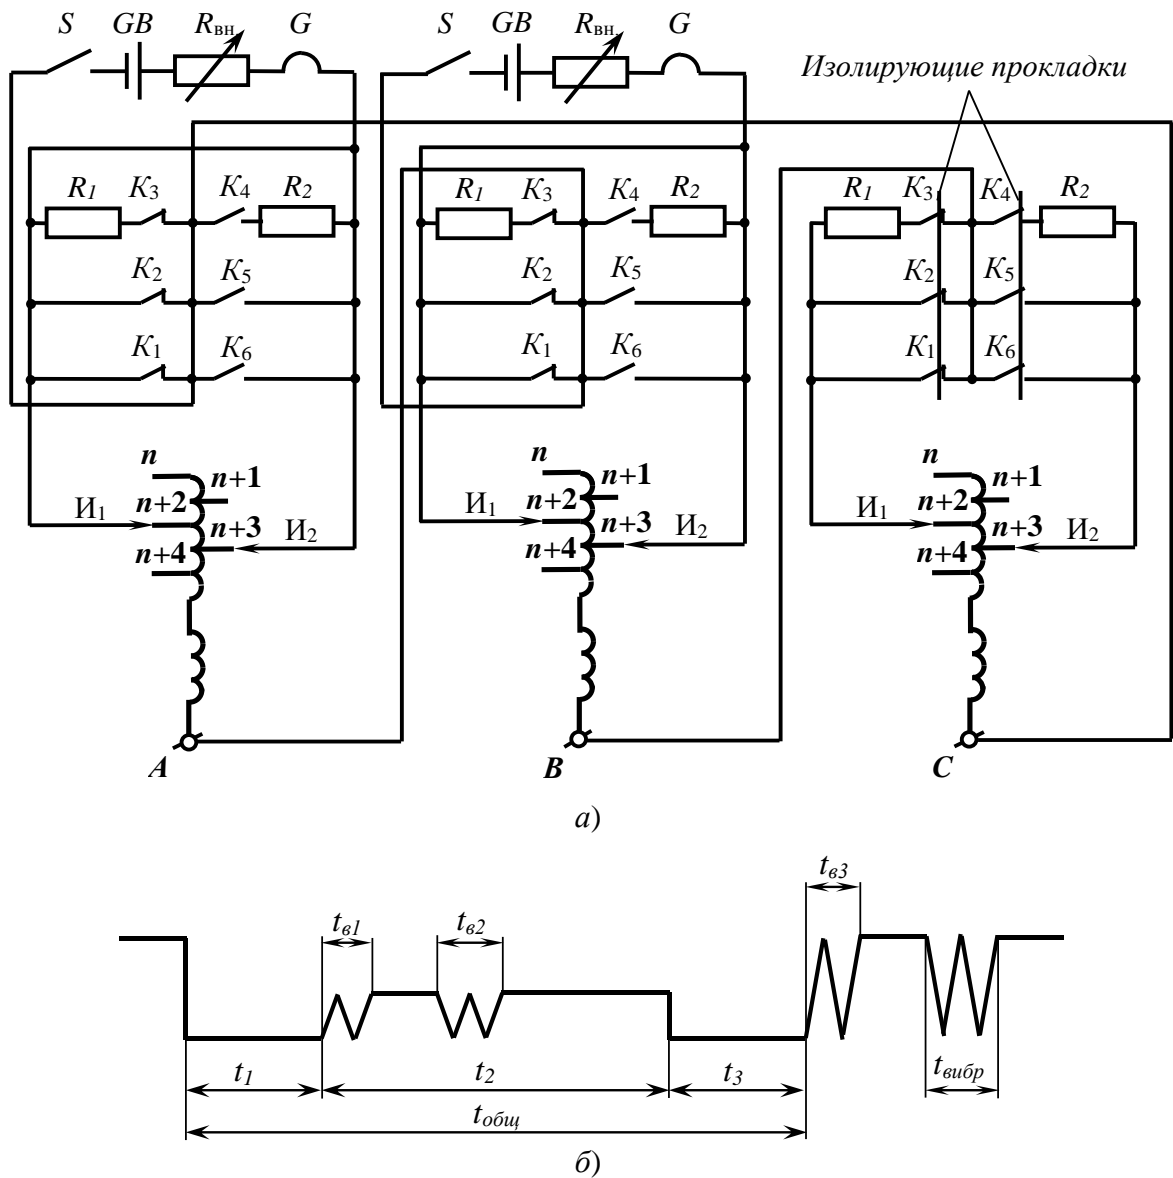 S GB Rвн. G S GB Rвн. G
Изолирующие прокладки
R1 K3 K4 R2 R1 K3 K4 R2 R1 K3 K4 R2
K2 K5 K2 K5 K2 K5
K1 K6 K1 K6 K1 K6
n n+1 n n+1 n n+1
И1 n+2 n+3 И2 И1 n+2 n+3 И2 И1 n+2 n+3 И2
n+4 n+4 n+4
A B C
а)
tв1 tв2 tв3
t1 t2 t3 tвибр
tобщ
б)